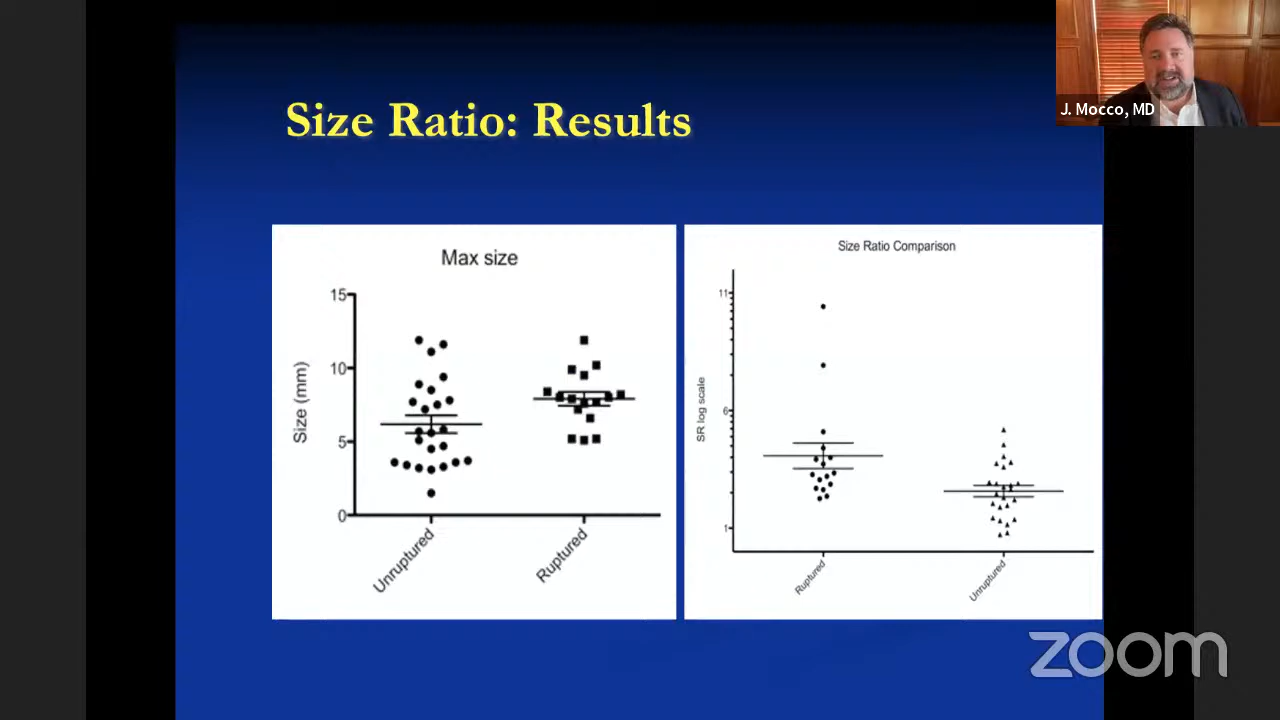 J. Mocco, MD
Size Ratio: Results
Max size
15
10
5
0
Size (mm)
Unruptured
Ruptured
Size Ratio Comparison
11
6
1
SR log scale
Ruptured
Unruptured
zoom